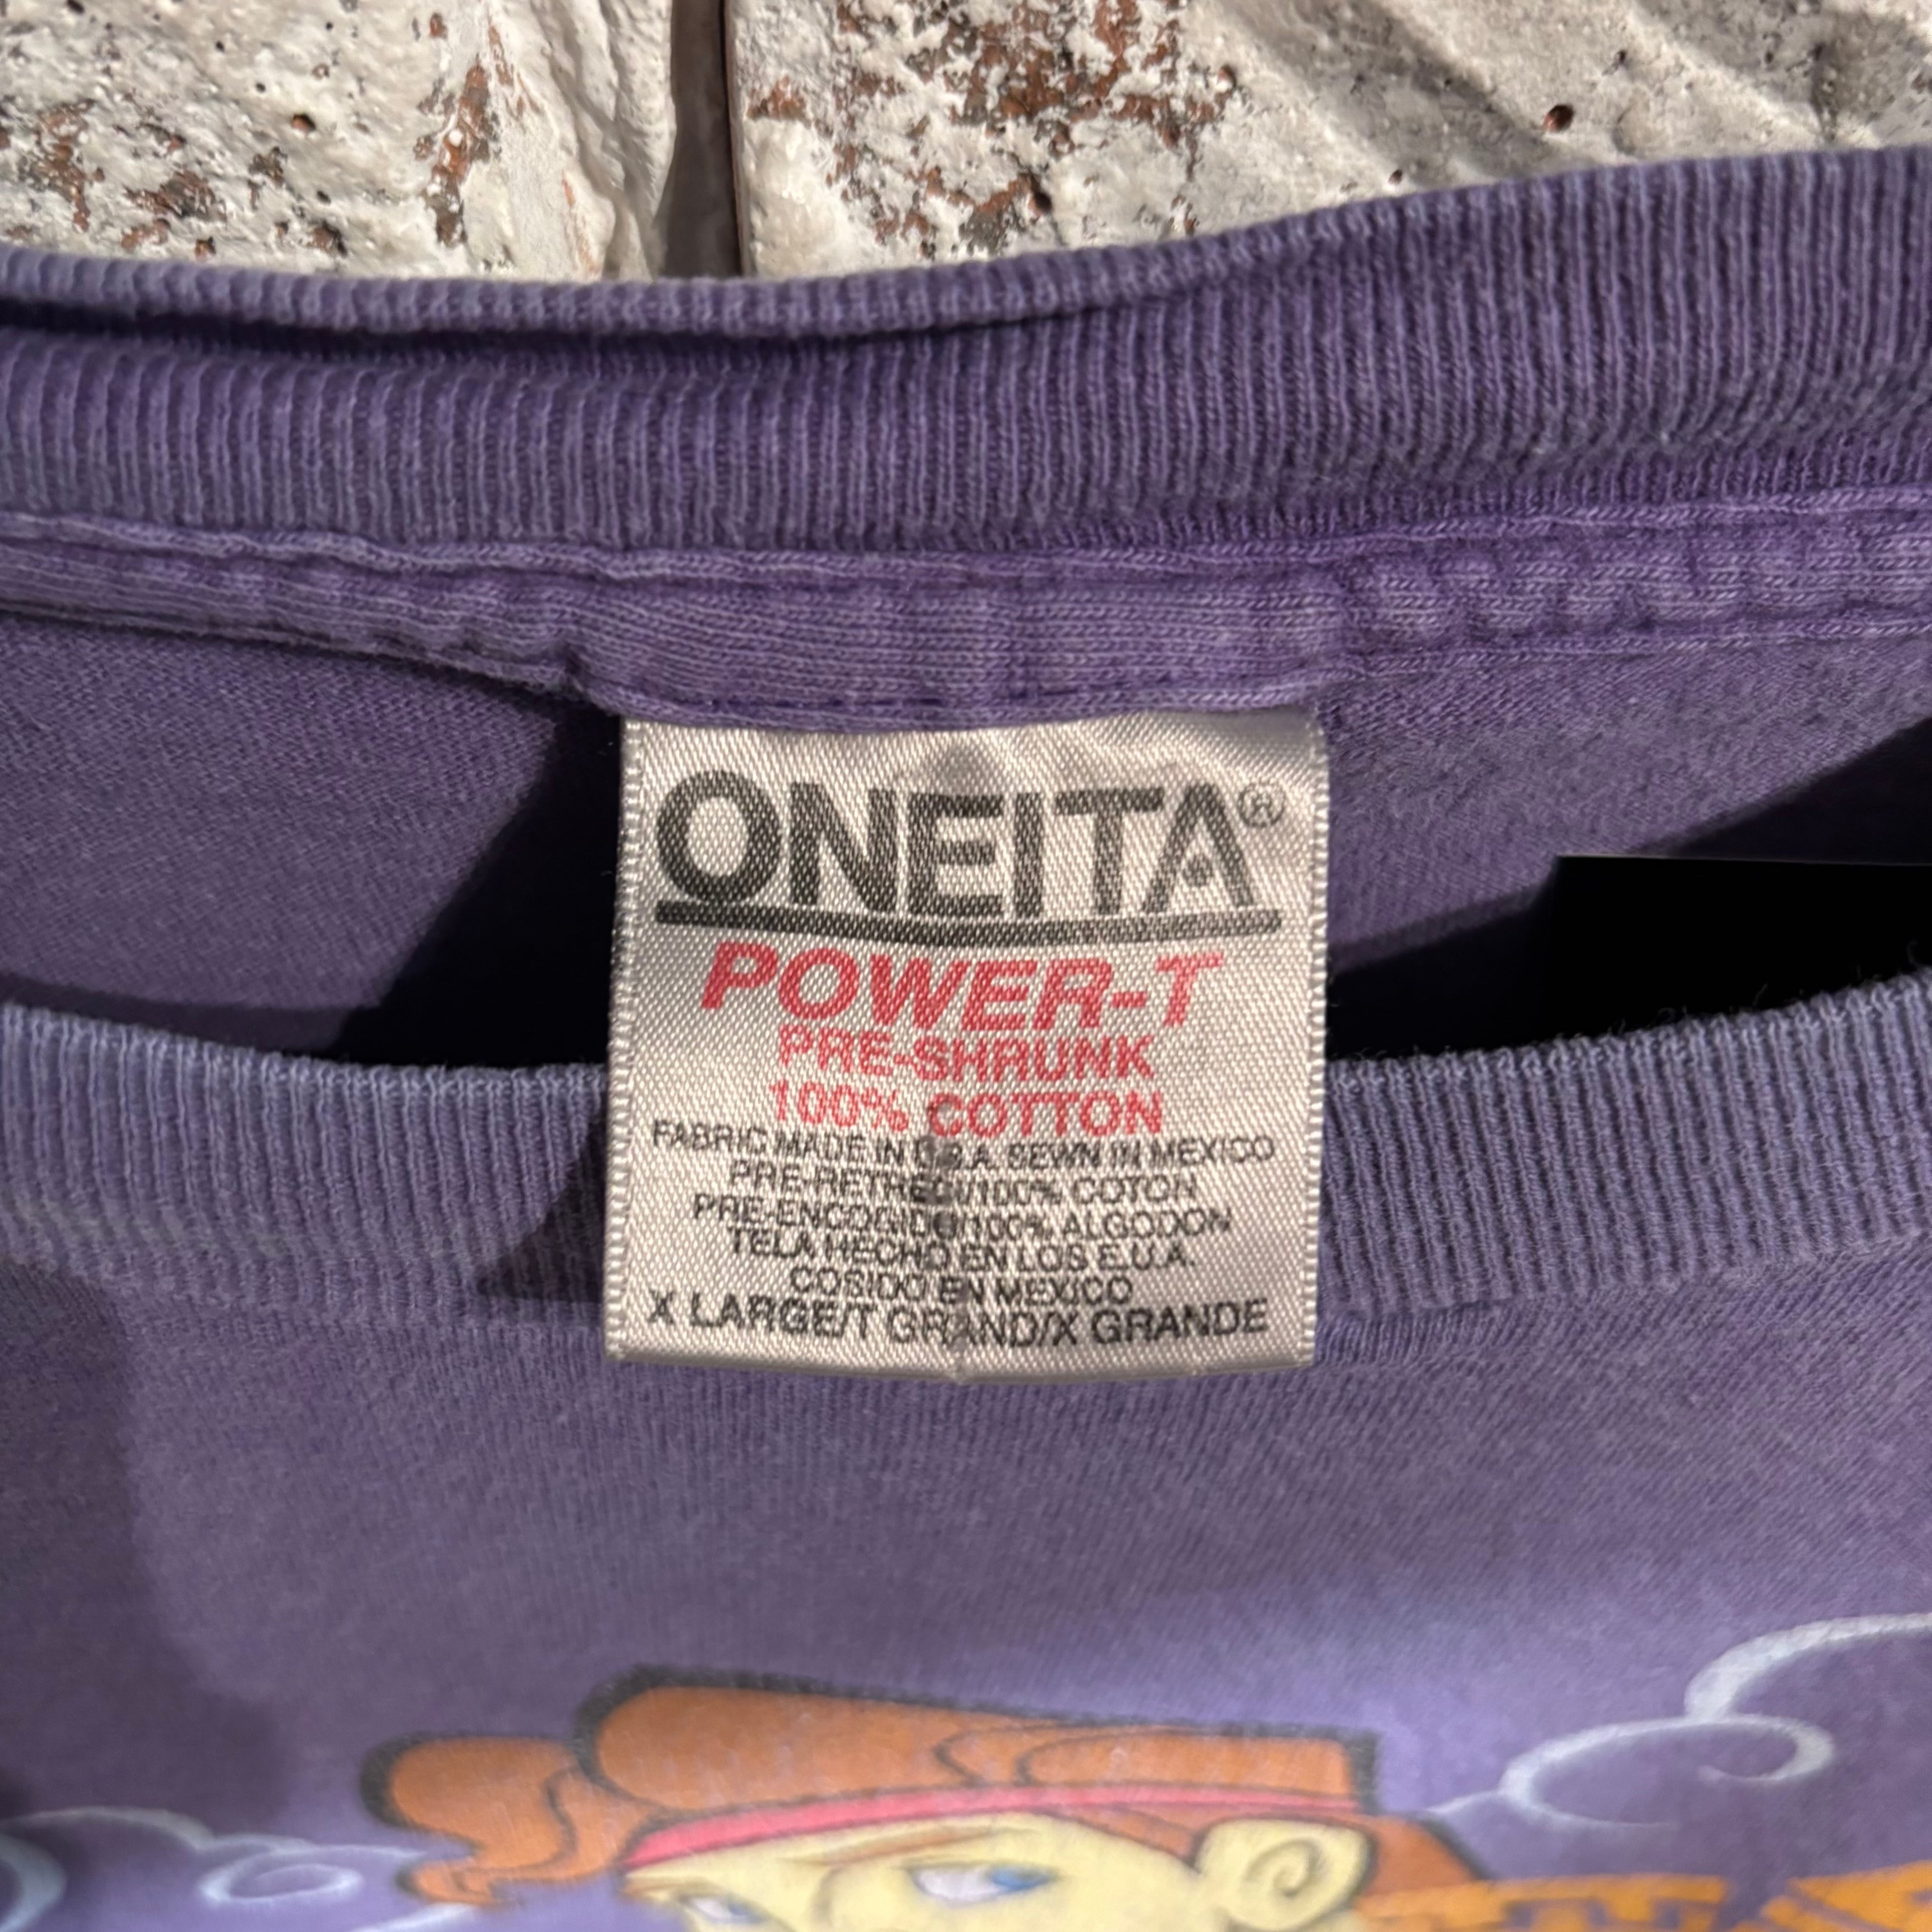 ONEITA®
POWER-T
PRE-SHRUNK
100% COTTON
FABRIC MADE IN U.S.A. SEWN IN MEXICO
PRE-RETRECI/100% COTON
PRE-ENCOGIDO/100% ALGODON
TELA HECHO EN LOS E.U.A.
COSIDO EN MEXICO
X LARGE/T GRAND/X GRANDE